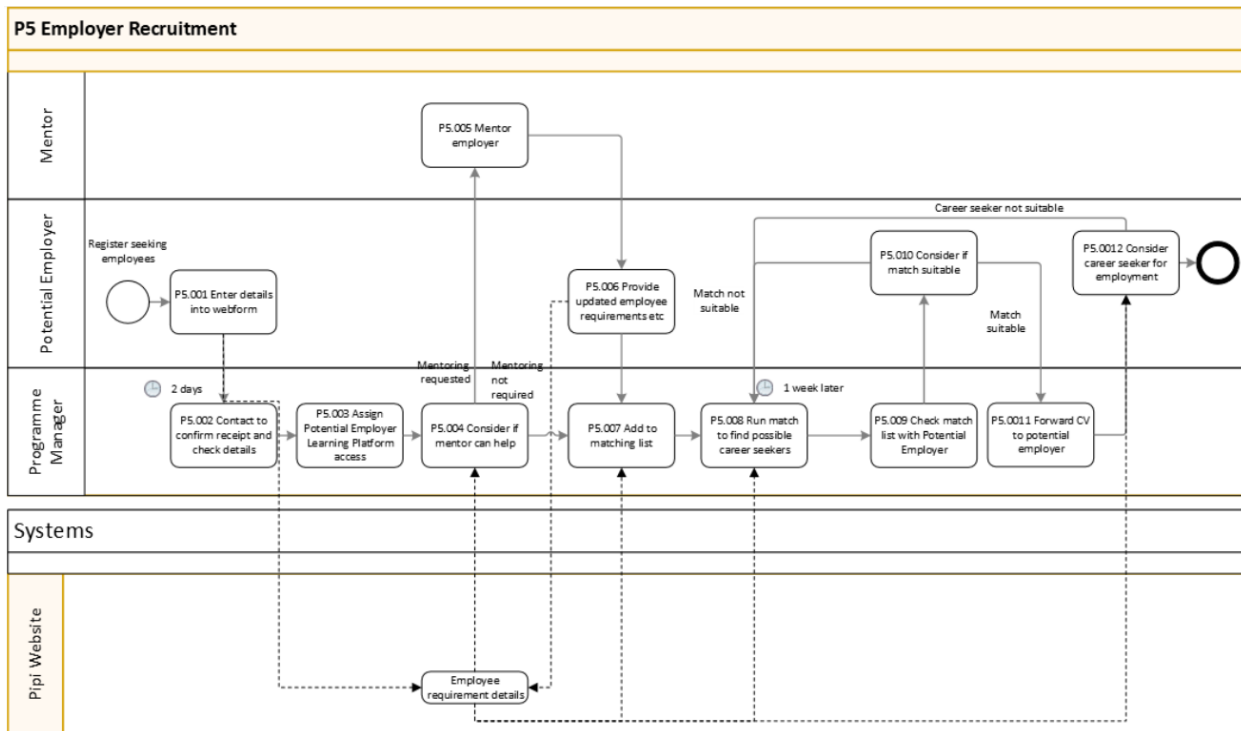 P5 Employer Recruitment
Mentor
P5.005 Mentor
employer
Potential Employer
Register seeking
employees
P5.001 Enter details
into webform
P5.006 Provide
updated employee
requirements etc
Career seeker not suitable
P5.010 Consider if
match suitable
P5.0012 Consider
career seeker for
employment
Match not
suitable
Match
suitable
Programme
Manager
2 days
Mentoring
requested
Mentoring
not
required
1 week later
P5.002 Contact to
confirm receipt and
check details
P5.003 Assign
Potential Employer
Learning Platform
access
P5.004 Consider if
mentor can help
P5.007 Add to
matching list
P5.008 Run match
to find possible
career seekers
P5.009 Check match
list with Potential
Employer
P5.0011 Forward CV
to potential
employer
Systems
Pipi Website
Employee
requirement details